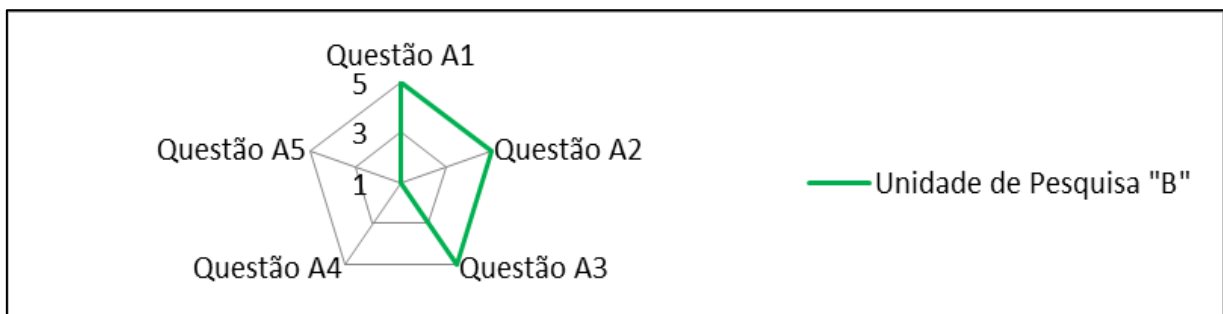 Questão A1
5
Questão A5
3
Questão A2
1
Unidade de Pesquisa "B"
Questão A4
Questão A3